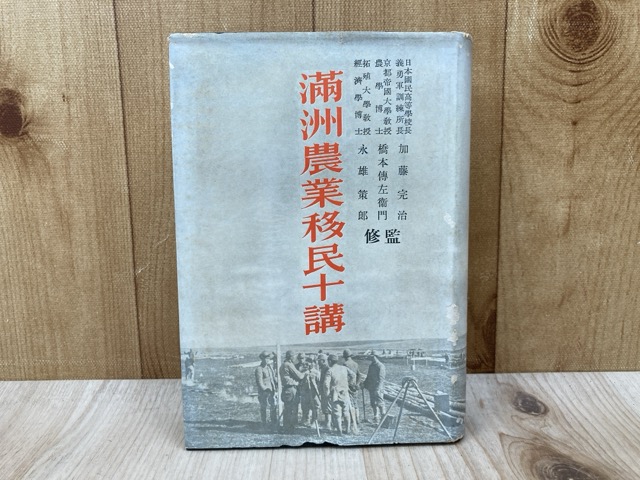 日本國民高等學校長
義勇軍訓練所長
加藤完治
京都帝國大學教授
農學博士
橋本傳左衞門
拓殖大學教授
經濟學博士
永雄策郎
監修
滿洲農業移民十講